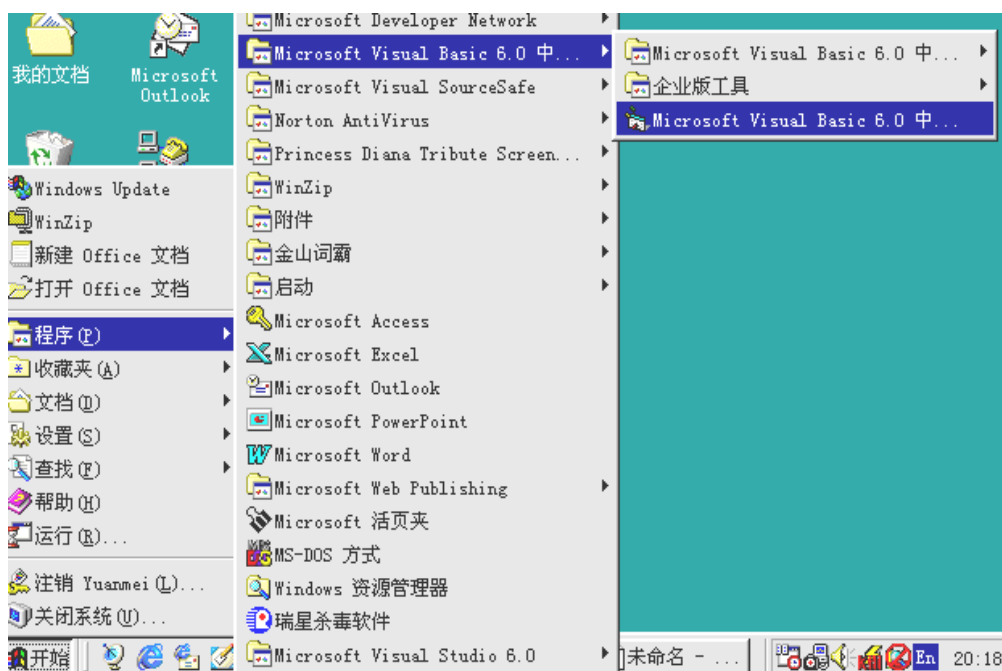 我的文档
Microsoft
Outlook
Windows Update
WinZip
新建 Office 文档
打开 Office 文档
程序(P)
收藏夹(A)
文档(D)
设置(S)
查找(F)
帮助(H)
运行(R)...
注销 Yuanmei(L)...
关闭系统(U)...
Microsoft Developer Network
Microsoft Visual Basic 6.0 中...
Microsoft Visual SourceSafe
Norton AntiVirus
Princess Diana Tribute Screen...
WinZip
附件
金山词霸
启动
Microsoft Access
Microsoft Excel
Microsoft Outlook
Microsoft PowerPoint
Microsoft Word
Microsoft Web Publishing
Microsoft 活页夹
MS-DOS 方式
Windows 资源管理器
瑞星杀毒软件
Microsoft Visual Studio 6.0
Microsoft Visual Basic 6.0 中...
企业版工具
Microsoft Visual Basic 6.0 中...
开始
未命名 - ...
En
20:18